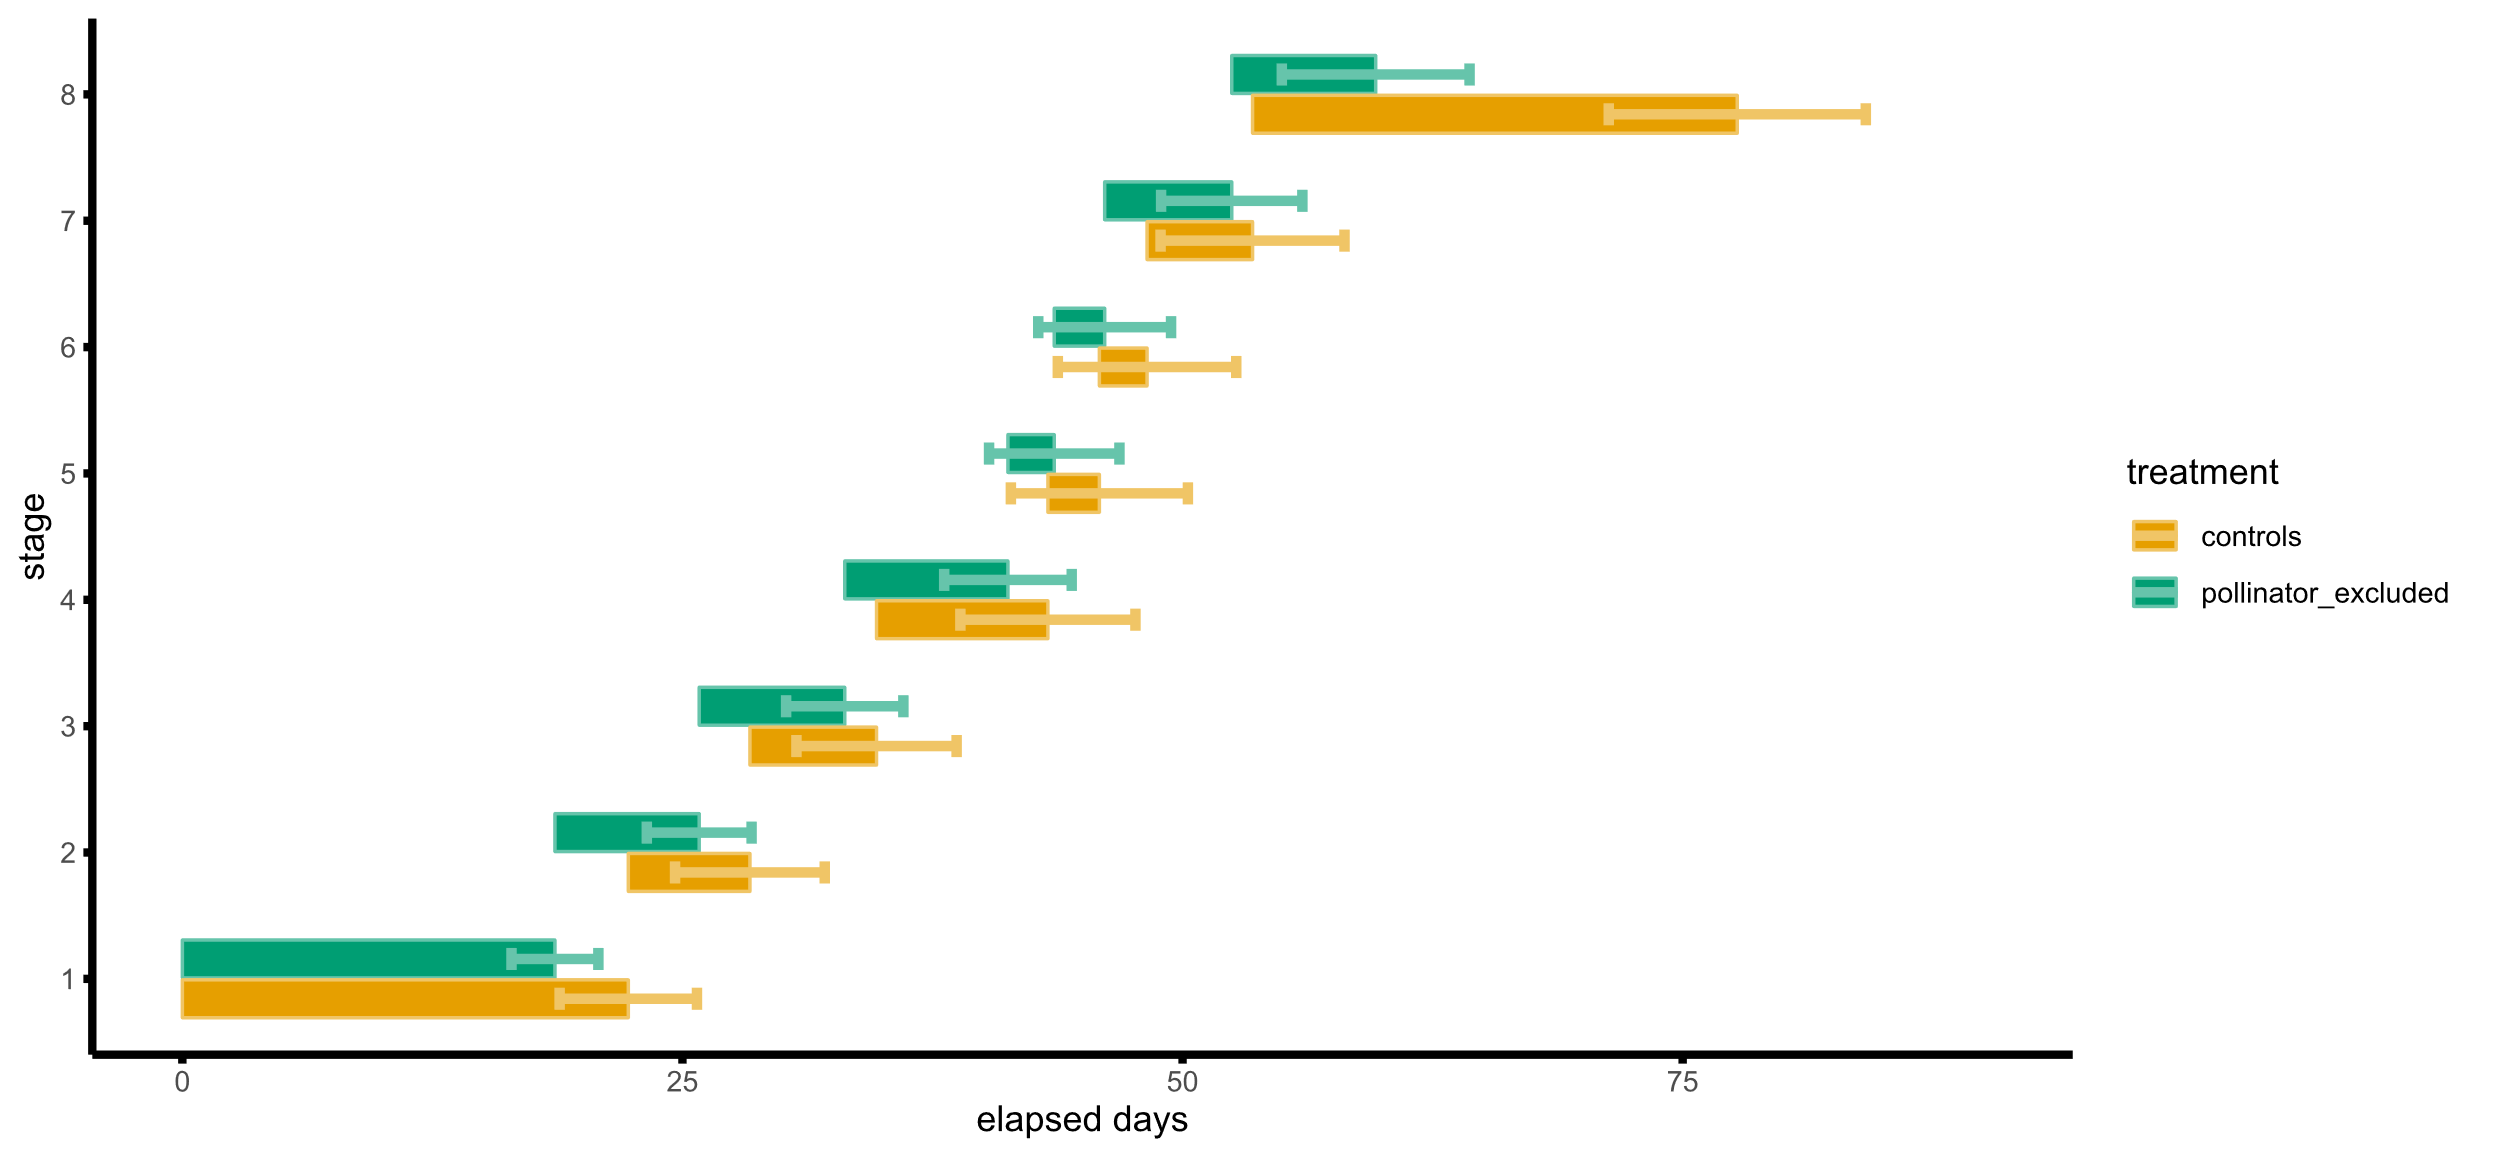 8
7
6
5
4
3
2
1
stage
0 25 50 75
elapsed days
treatment
controls
pollinator_excluded